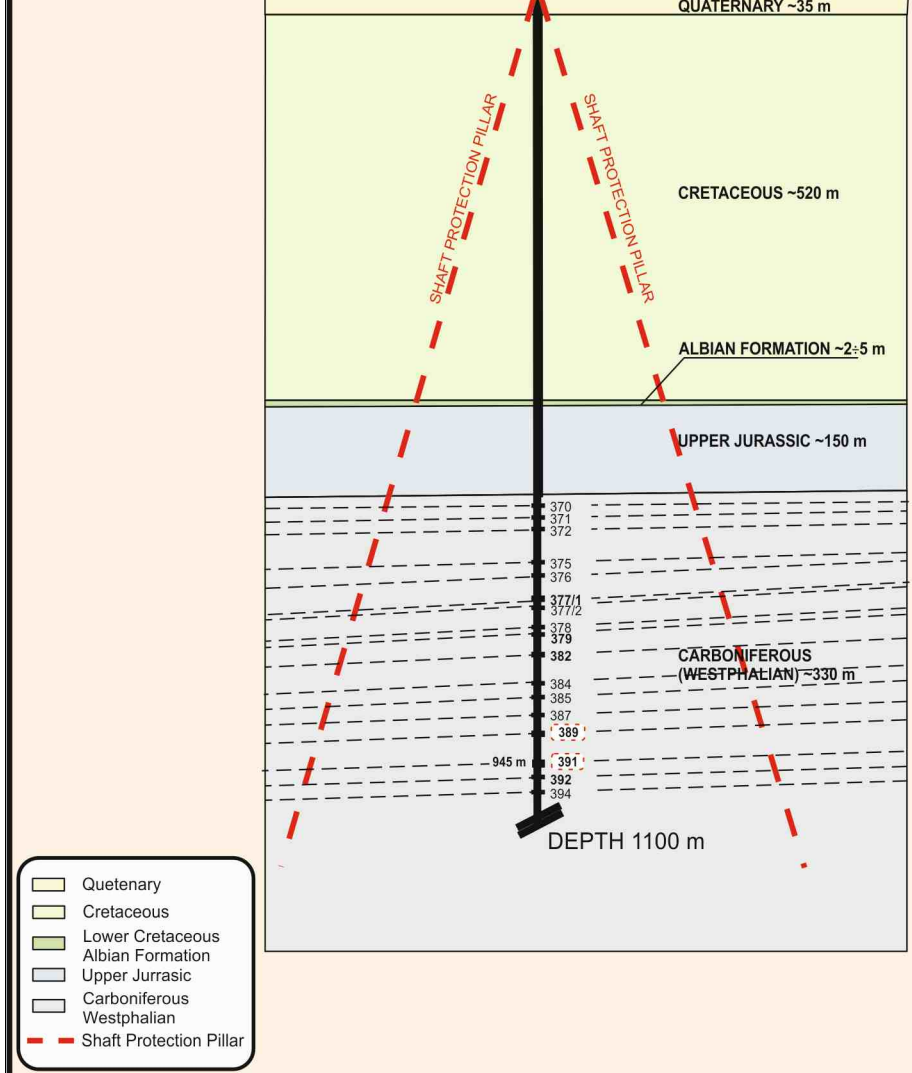 QUATERNARY ~35 m
SHAFT PROTECTION PILLAR
SHAFT PROTECTION PILLAR
CRETACEOUS ~520 m
ALBIAN FORMATION ~2÷5 m
UPPER JURASSIC ~150 m
370
371
372
375
376
377/1
377/2
378
379
382
CARBONIFEROUS
(WESTPHALIAN) ~330 m
384
385
387
389
945 m
391
392
394
DEPTH 1100 m
Quetenary
Cretaceous
Lower Cretaceous
Albian Formation
Upper Jurrasic
Carboniferous
Westphalian
Shaft Protection Pillar